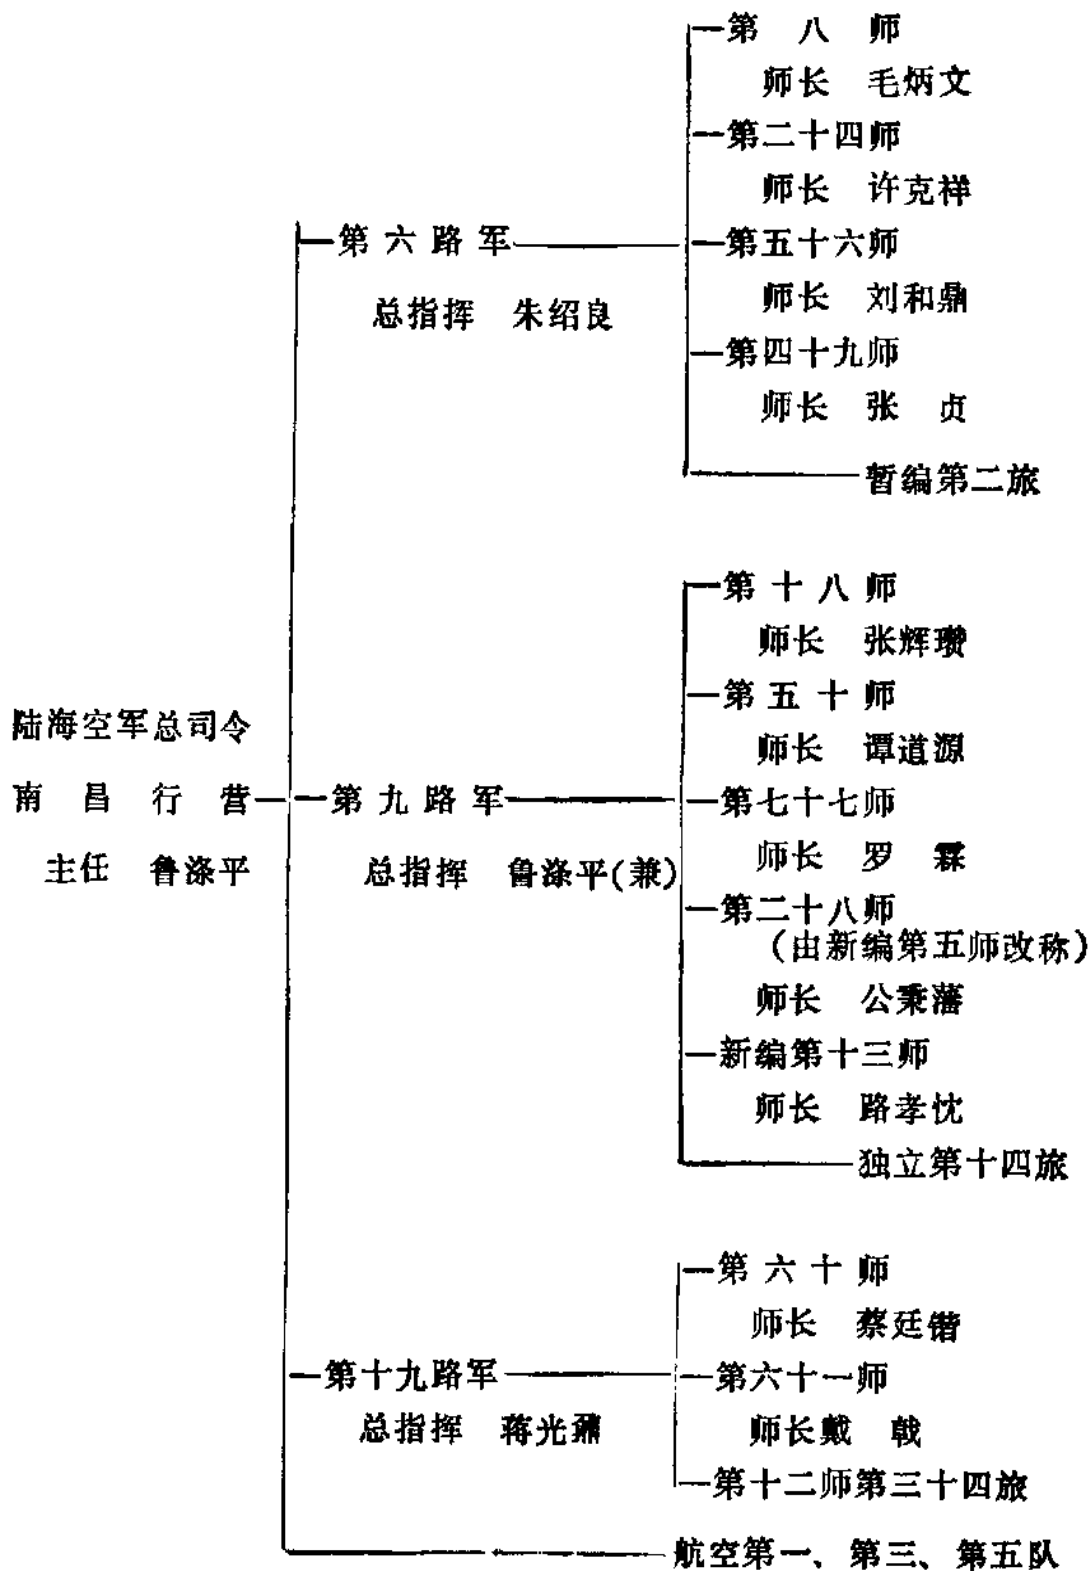 陆海空军总司令
南昌行营
主任 鲁涤平
第六路军
总指挥 朱绍良
第八师
师长 毛炳文
第二十四师
师长 许克祥
第五十六师
师长 刘和鼎
第四十九师
师长 张贞
暂编第二旅
第九路军
总指挥 鲁涤平(兼)
第十八师
师长 张辉瓒
第五十师
师长 谭道源
第七十七师
师长 罗霖
第二十八师
(由新编第五师改称)
师长 公秉藩
新编第十三师
师长 路孝忱
独立第十四旅
第十九路军
总指挥 蒋光鼐
第六十师
师长 蔡廷锴
第六十一师
师长戴 戟
第十二师第三十四旅
航空第一、第三、第五队